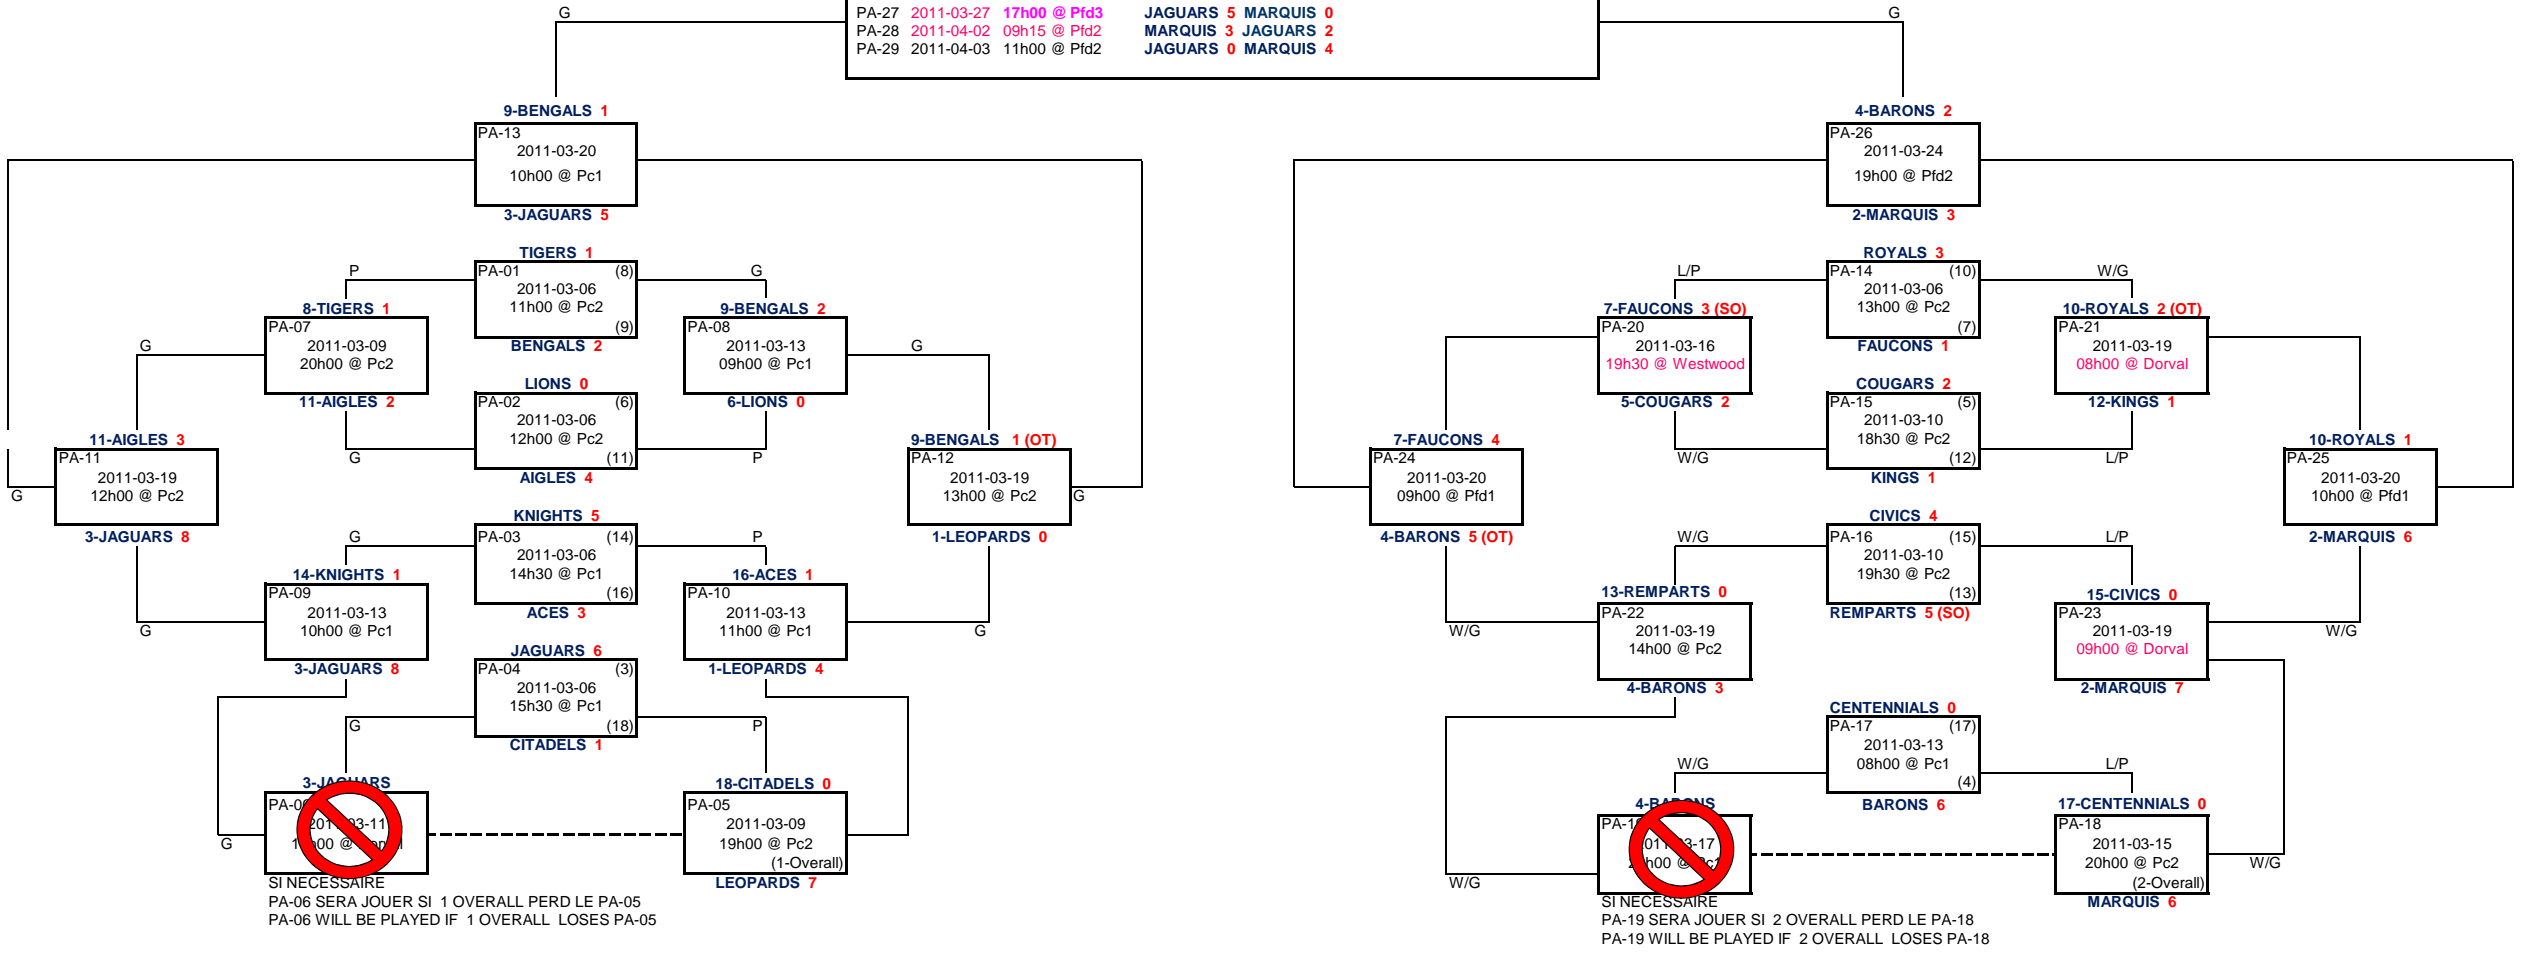 G
PA-27 2011-03-27 17h00 @ Pfd3 JAGUARS 5 MARQUIS 0
G
PA-28 2011-04-02 09h15 @ Pfd2 MARQUIS 3 JAGUARS 2
PA-29 2011-04-03 11h00 @ Pfd2 JAGUARS 0 MARQUIS 4
9-BENGALS 1
PA-13
2011-03-20
10h00 @ Pc1
3-JAGUARS 5
TIGERS 1
P
PA-01 (8)
G
2011-03-06
11h00 @ Pc2
(9)
BENGALS 2
8-TIGERS 1
PA-07
2011-03-09
20h00 @ Pc2
11-AIGLES 2
9-BENGALS 2
PA-08
2011-03-13
09h00 @ Pc1
6-LIONS 0
G
G
LIONS 0
PA-02 (6)
2011-03-06
12h00 @ Pc2
(11)
AIGLES 4
G
P
11-AIGLES 3
PA-11
2011-03-19
12h00 @ Pc2
3-JAGUARS 8
G
9-BENGALS 1 (OT)
PA-12
2011-03-19
13h00 @ Pc2
1-LEOPARDS 0
G
KNIGHTS 5
G
PA-03 (14)
P
2011-03-06
14h30 @ Pc1
(16)
ACES 3
14-KNIGHTS 1
PA-09
2011-03-13
10h00 @ Pc1
3-JAGUARS 8
G
16-ACES 1
PA-10
2011-03-13
11h00 @ Pc1
1-LEOPARDS 4
G
JAGUARS 6
PA-04 (3)
2011-03-06
15h30 @ Pc1
(18)
CITADELS 1
G
P
3-JAGUARS
G
18-CITADELS 0
PA-05
2011-03-09
19h00 @ Pc2
(1-Overall)
LEOPARDS 7
SI NECESSAIRE
PA-06 SERA JOUER SI 1 OVERALL PERD LE PA-05
PA-06 WILL BE PLAYED IF 1 OVERALL LOSES PA-05
4-BARONS 2
PA-26
2011-03-24
19h00 @ Pfd2
2-MARQUIS 3
ROYALS 3
L/P
PA-14 (10)
W/G
2011-03-06
13h00 @ Pc2
(7)
FAUCONS 1
7-FAUCONS 3 (SO)
PA-20
2011-03-16
19h30 @ Westwood
5-COUGARS 2
10-ROYALS 2 (OT)
PA-21
2011-03-19
08h00 @ Dorval
12-KINGS 1
COUGARS 2
PA-15 (5)
2011-03-10
18h30 @ Pc2
(12)
KINGS 1
W/G
L/P
7-FAUCONS 4
PA-24
2011-03-20
09h00 @ Pfd1
4-BARONS 5 (OT)
10-ROYALS 1
PA-25
2011-03-20
10h00 @ Pfd1
2-MARQUIS 6
CIVICS 4
W/G
PA-16 (15)
L/P
2011-03-10
19h30 @ Pc2
(13)
REMPARTS 5 (SO)
13-REMPARTS 0
PA-22
2011-03-19
14h00 @ Pc2
4-BARONS 3
W/G
15-CIVICS 0
PA-23
2011-03-19
09h00 @ Dorval
2-MARQUIS 7
W/G
CENTENNIALS 0
PA-17 (17)
2011-03-13
08h00 @ Pc1
(4)
BARONS 6
W/G
L/P
4-BARONS
W/G
17-CENTENNIALS 0
PA-18
2011-03-15
20h00 @ Pc2
(2-Overall)
MARQUIS 6
W/G
SI NECESSAIRE
PA-19 SERA JOUER SI 2 OVERALL PERD LE PA-18
PA-19 WILL BE PLAYED IF 2 OVERALL LOSES PA-18